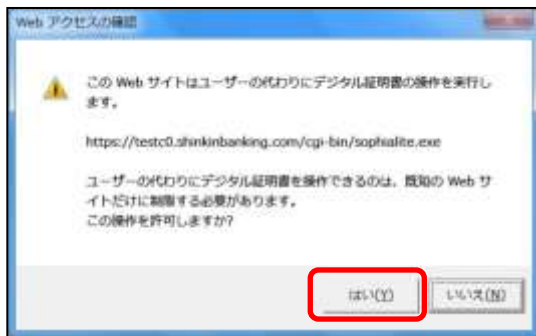 Web アクセスの確認
この Web サイトはユーザーの代わりにデジタル証明書の操作を実行し
ます。
https://testc0.shinkinbanking.com/cgi-bin/sophialite.exe
ユーザーの代わりにデジタル証明書を操作できるのは、既知の Web サ
イトだけに制限する必要があります。
この操作を許可しますか?
はい(Y)
いいえ(N)